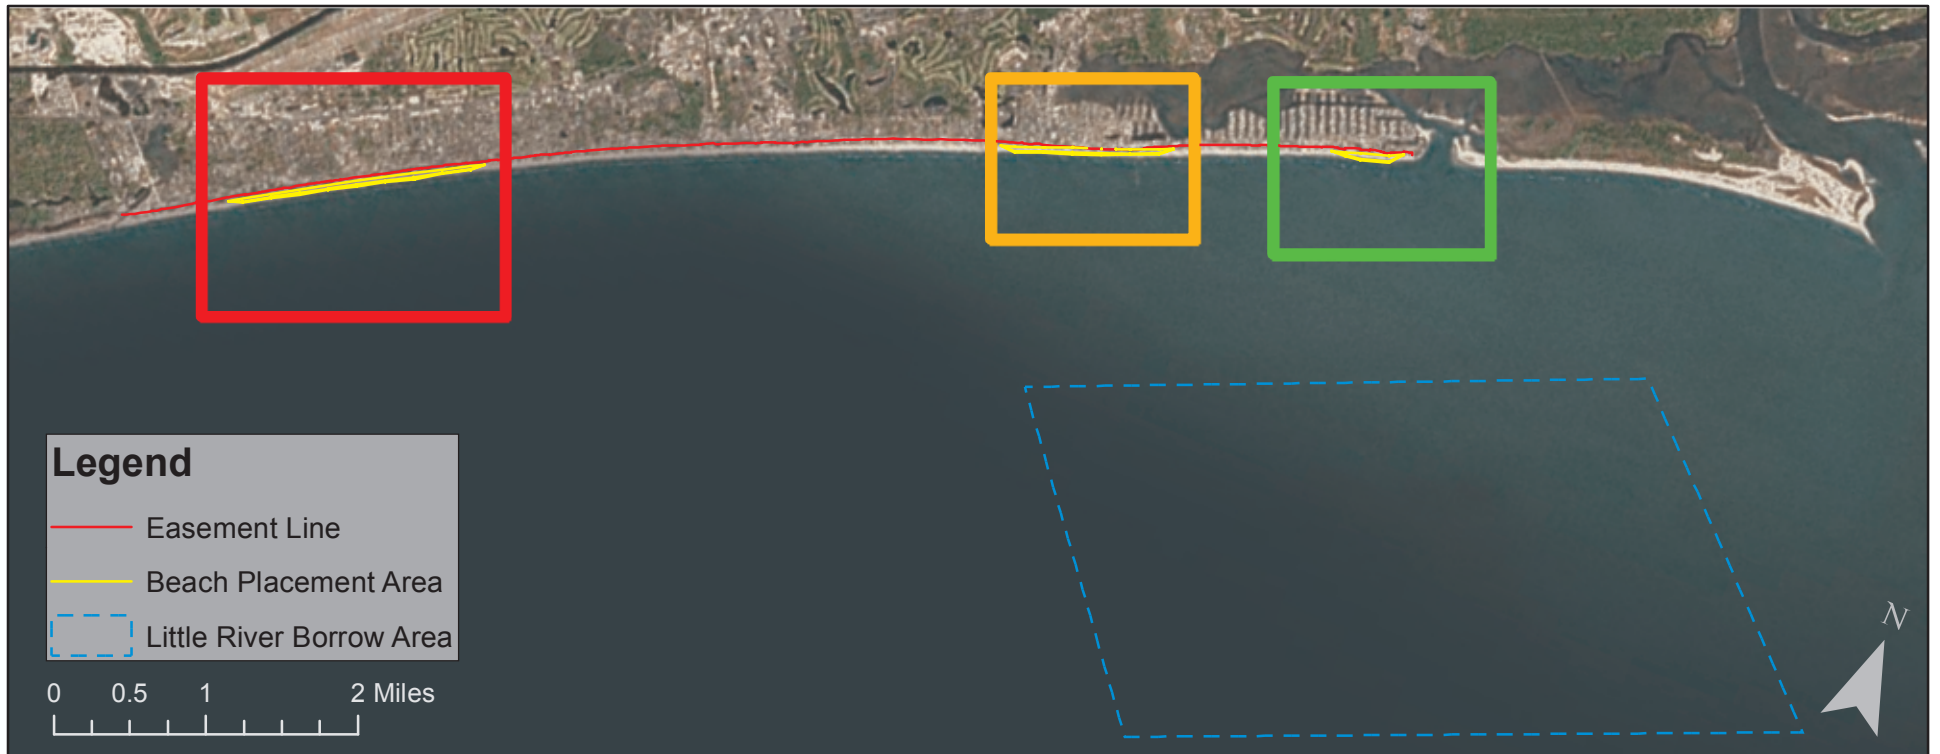 Legend
Easement Line
Beach Placement Area
Little River Borrow Area
0 0.5 1 2 Miles
N